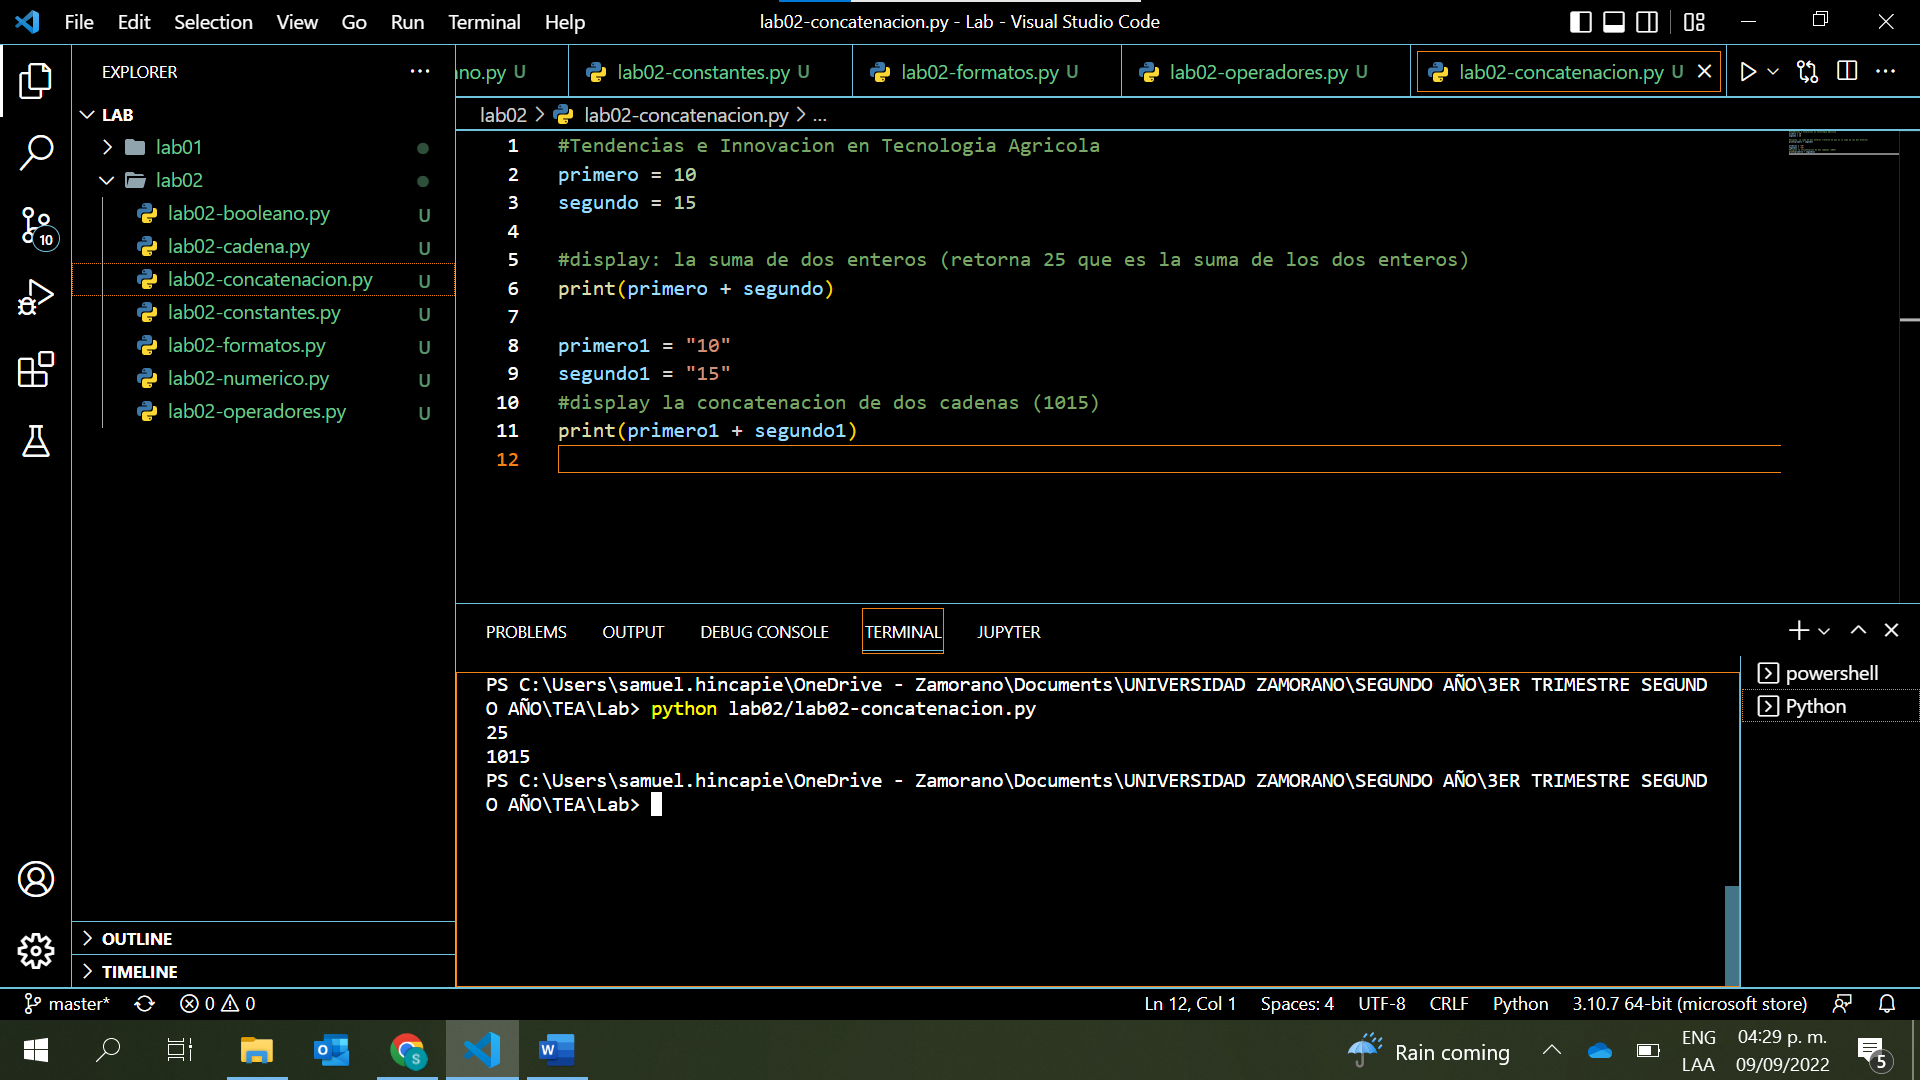 File Edit Selection View Go Run Terminal Help
lab02-concatenacion.py - Lab - Visual Studio Code
EXPLORER
LAB
lab01
lab02
lab02-booleano.py U
lab02-cadena.py U
lab02-concatenacion.py U
lab02-constantes.py U
lab02-formatos.py U
lab02-numerico.py U
lab02-operadores.py U
10
OUTLINE
TIMELINE
no.py U
lab02-constantes.py U
lab02-formatos.py U
lab02-operadores.py U
lab02-concatenacion.py U
lab02 > lab02-concatenacion.py > ...
1 #Tendencias e Innovacion en Tecnologia Agricola
2 primero = 10
3 segundo = 15
4
5 #display: la suma de dos enteros (retorna 25 que es la suma de los dos enteros)
6 print(primero + segundo)
7
8 primero1 = "10"
9 segundo1 = "15"
10 #display la concatenacion de dos cadenas (1015)
11 print(primero1 + segundo1)
12
PROBLEMS OUTPUT DEBUG CONSOLE TERMINAL JUPYTER
PS C:\Users\samuel.hincapie\OneDrive - Zamorano\Documents\UNIVERSIDAD ZAMORANO\SEGUNDO AÑO\3ER TRIMESTRE SEGUND
O AÑO\TEA\Lab> python lab02/lab02-concatenacion.py
25
1015
PS C:\Users\samuel.hincapie\OneDrive - Zamorano\Documents\UNIVERSIDAD ZAMORANO\SEGUNDO AÑO\3ER TRIMESTRE SEGUND
O AÑO\TEA\Lab>
powershell
Python
master* 0 0
Ln 12, Col 1 Spaces: 4 UTF-8 CRLF Python 3.10.7 64-bit (microsoft store)
S
W
Rain coming
ENG
LAA
04:29 p. m.
09/09/2022
5